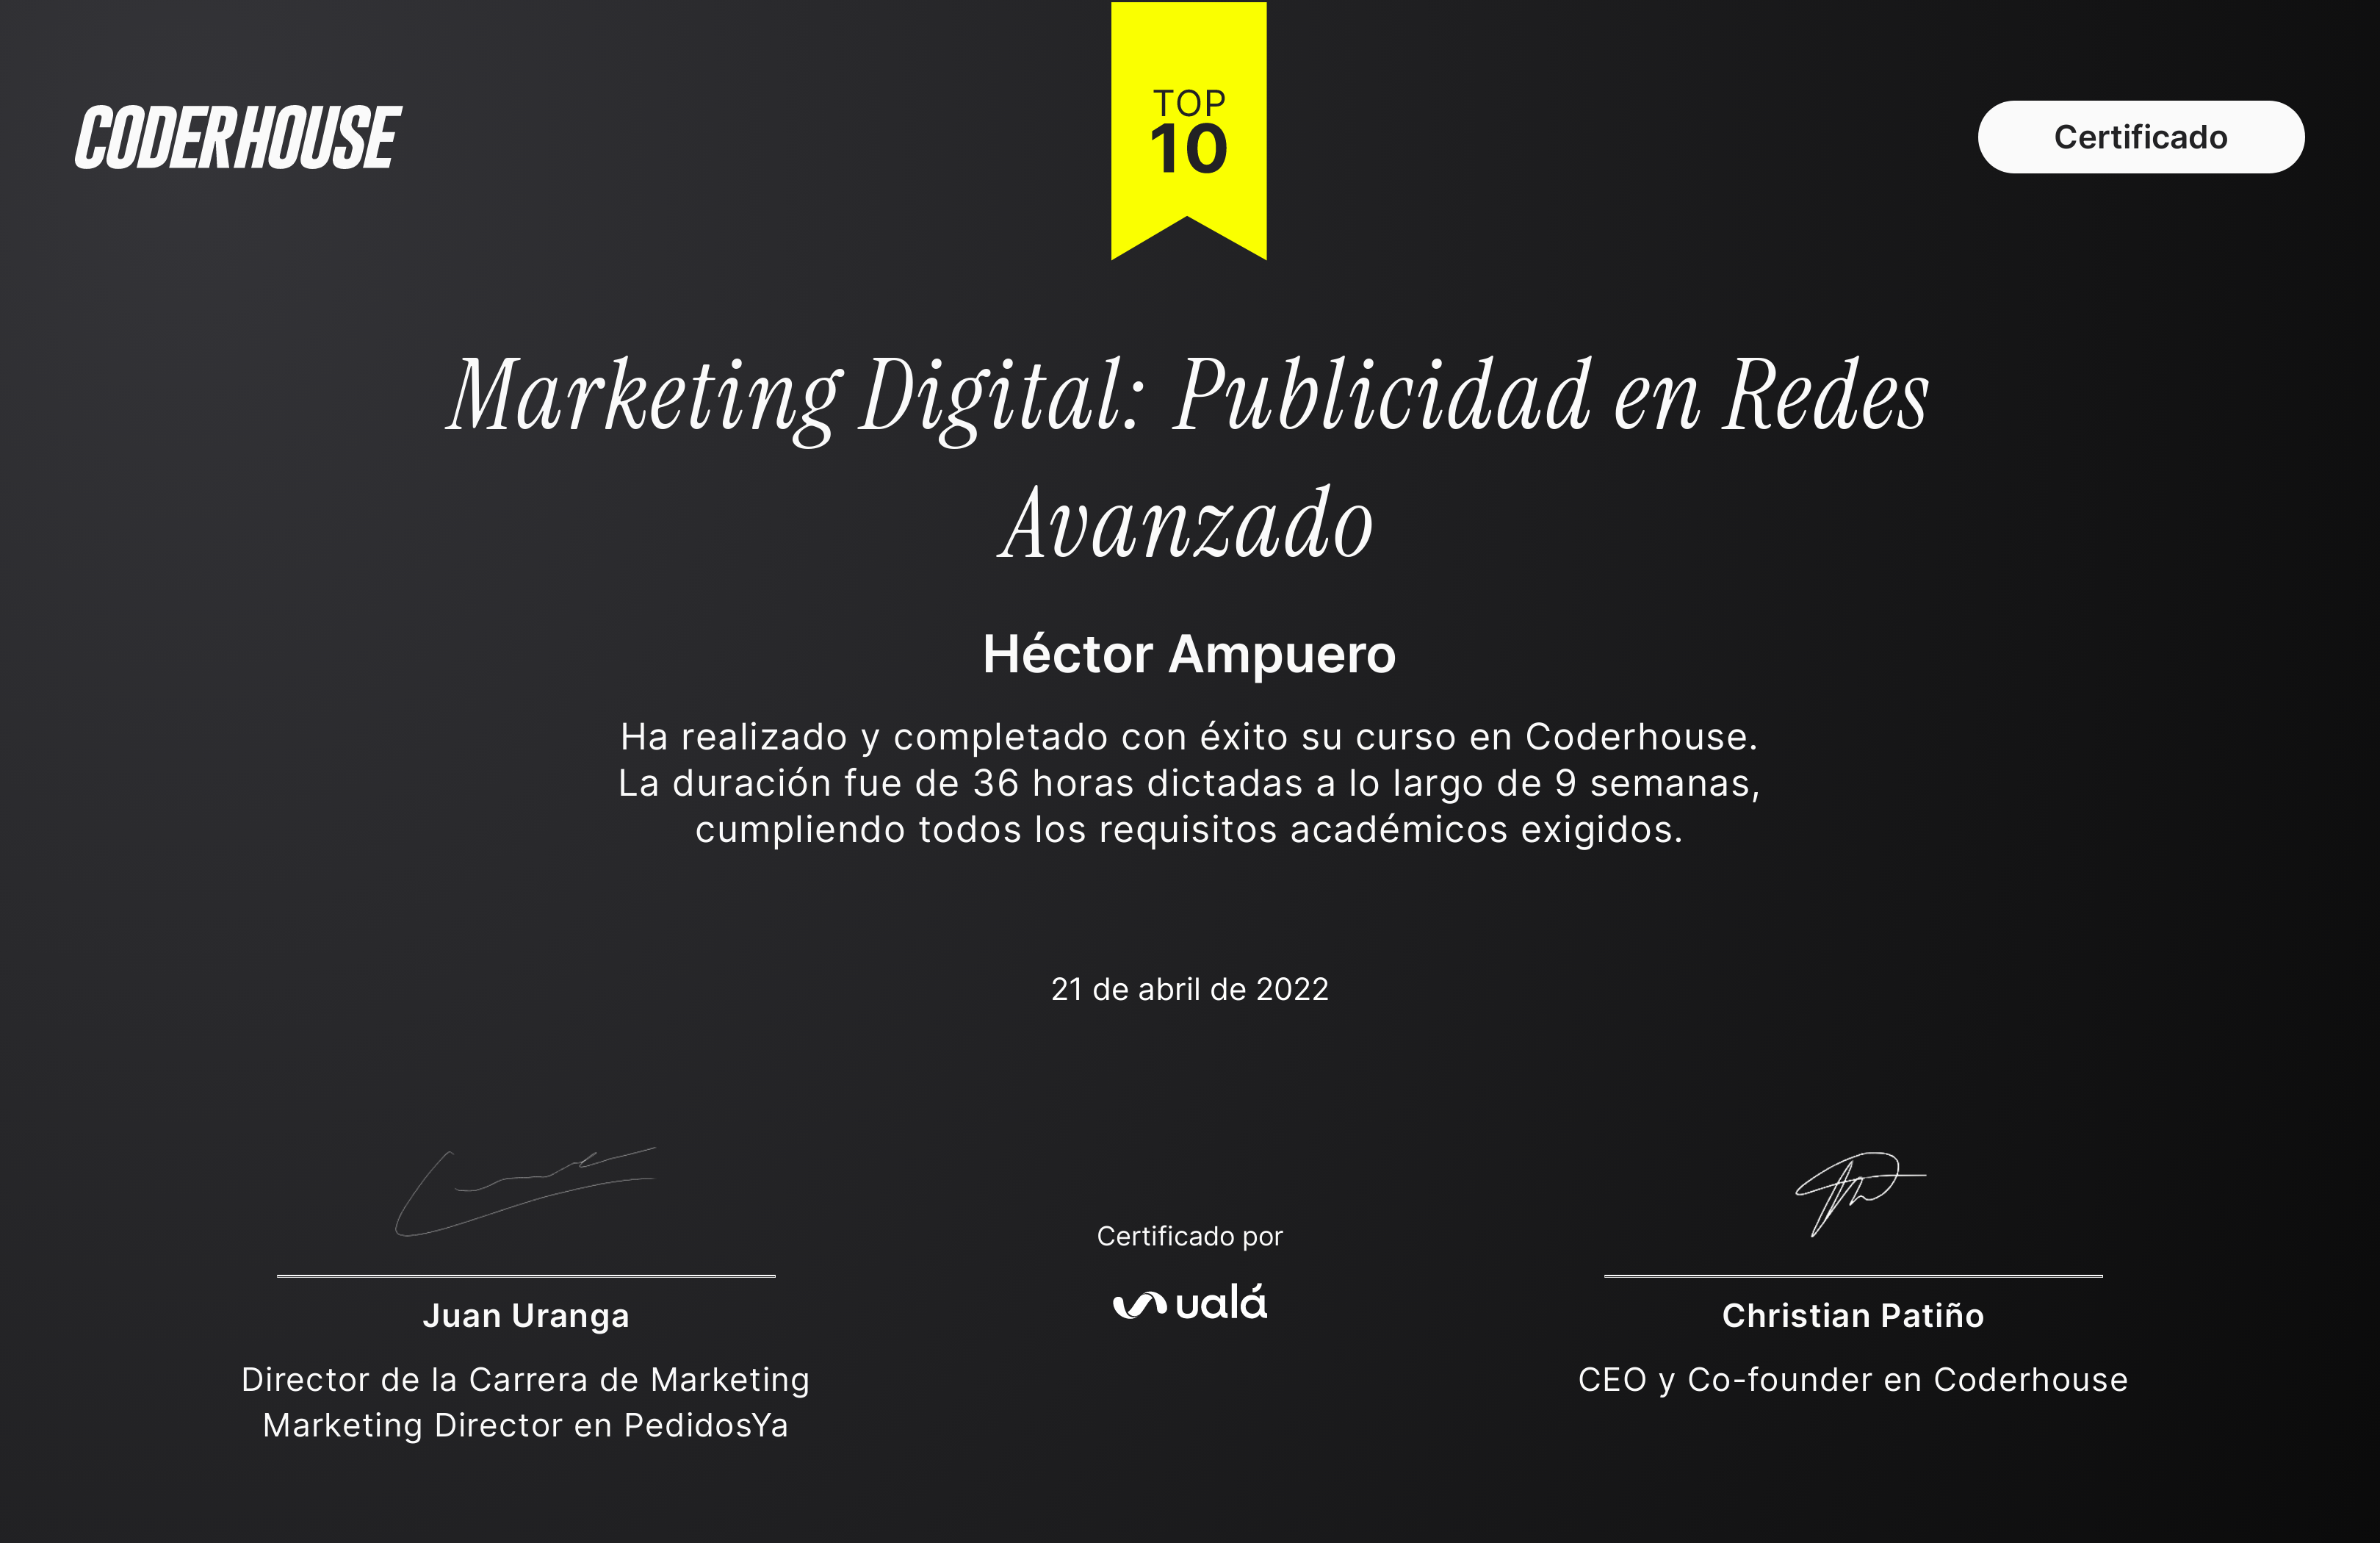 CODERHOUSE
TOP
10
Certificado
Marketing Digital: Publicidad en Redes
Avanzado
Héctor Ampuero
Ha realizado y completado con éxito su curso en Coderhouse.
La duración fue de 36 horas dictadas a lo largo de 9 semanas,
cumpliendo todos los requisitos académicos exigidos.
21 de abril de 2022
Juan Uranga
Director de la Carrera de Marketing
Marketing Director en PedidosYa
Certificado por
ualá
Christian Patiño
CEO y Co-founder en Coderhouse